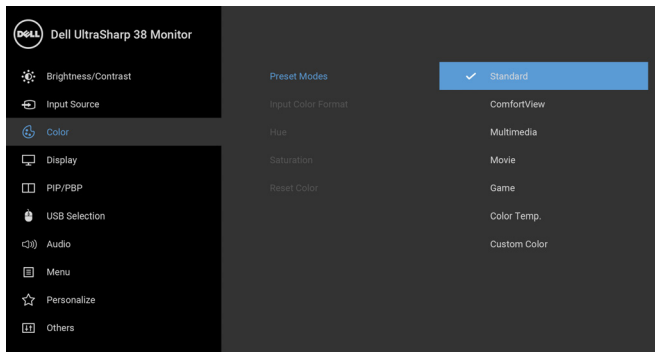 DELL Dell UltraSharp 38 Monitor
Brightness/Contrast Preset Modes Standard
Input Source Input Color Format ComfortView
Color Hue Multimedia
Display Saturation Movie
PIP/PBP Reset Color Game
USB Selection Color Temp.
Audio Custom Color
Menu
Personalize
Others